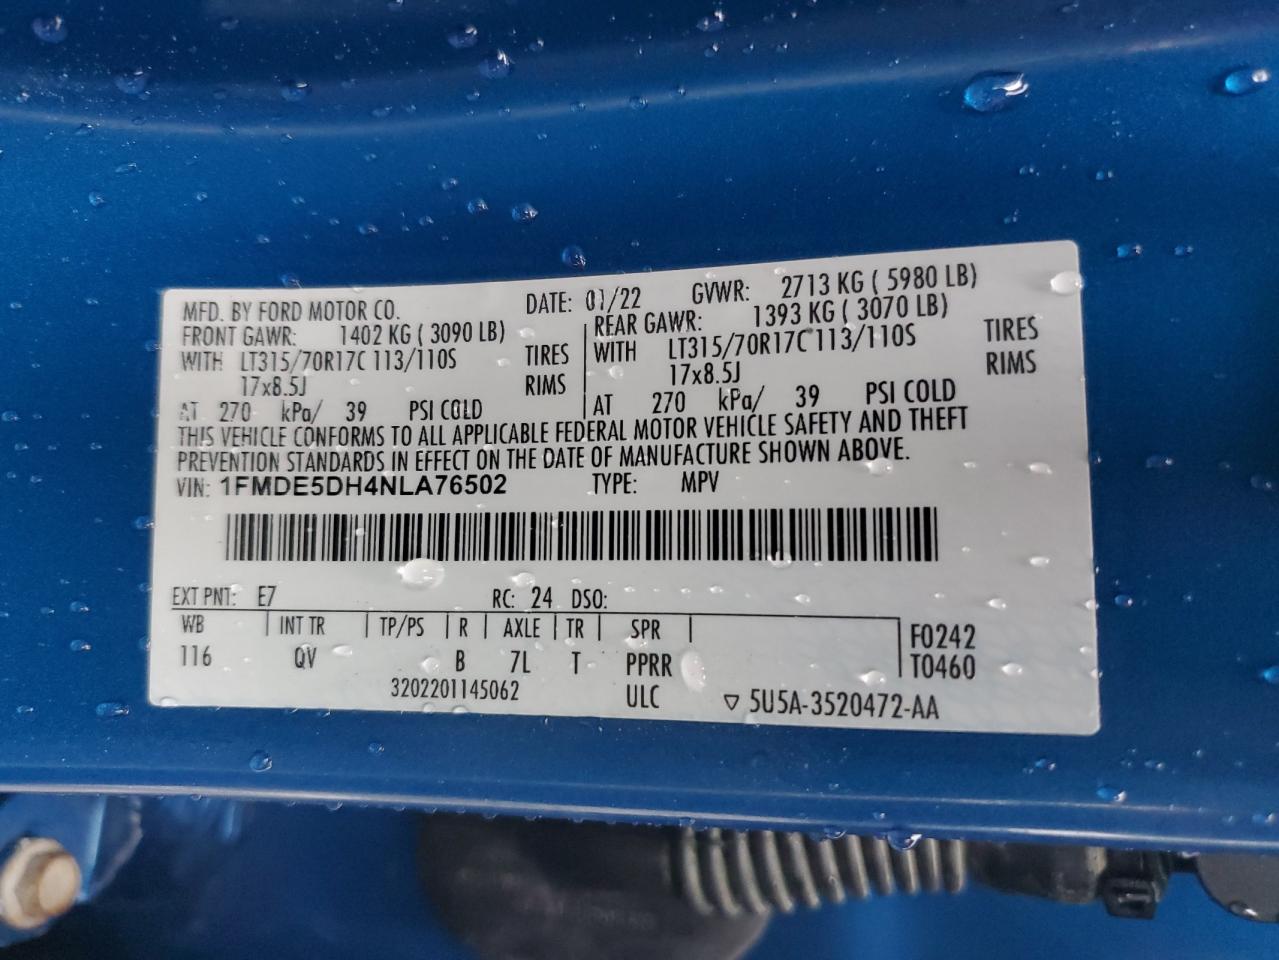 MFD. BY FORD MOTOR CO. DATE: 01/22 GVWR: 2713 KG ( 5980 LB)
FRONT GAWR: 1402 KG ( 3090 LB) REAR GAWR: 1393 KG ( 3070 LB)
WITH LT315/70R17C 113/110S TIRES WITH LT315/70R17C 113/110S TIRES
17x8.5J RIMS 17x8.5J RIMS
AT 270 kPa/ 39 PSI COLD AT 270 kPa/ 39 PSI COLD
THIS VEHICLE CONFORMS TO ALL APPLICABLE FEDERAL MOTOR VEHICLE SAFETY AND THEFT
PREVENTION STANDARDS IN EFFECT ON THE DATE OF MANUFACTURE SHOWN ABOVE.
VIN: 1FMDE5DH4NLA76502 TYPE: MPV
EXT PNT: E7 RC: 24 DSO:
WB INT TR TP/PS R AXLE TR SPR F0242
116 QV B 7L T PPRR T0460
3202201145062 ULC ▽ 5U5A-3520472-AA